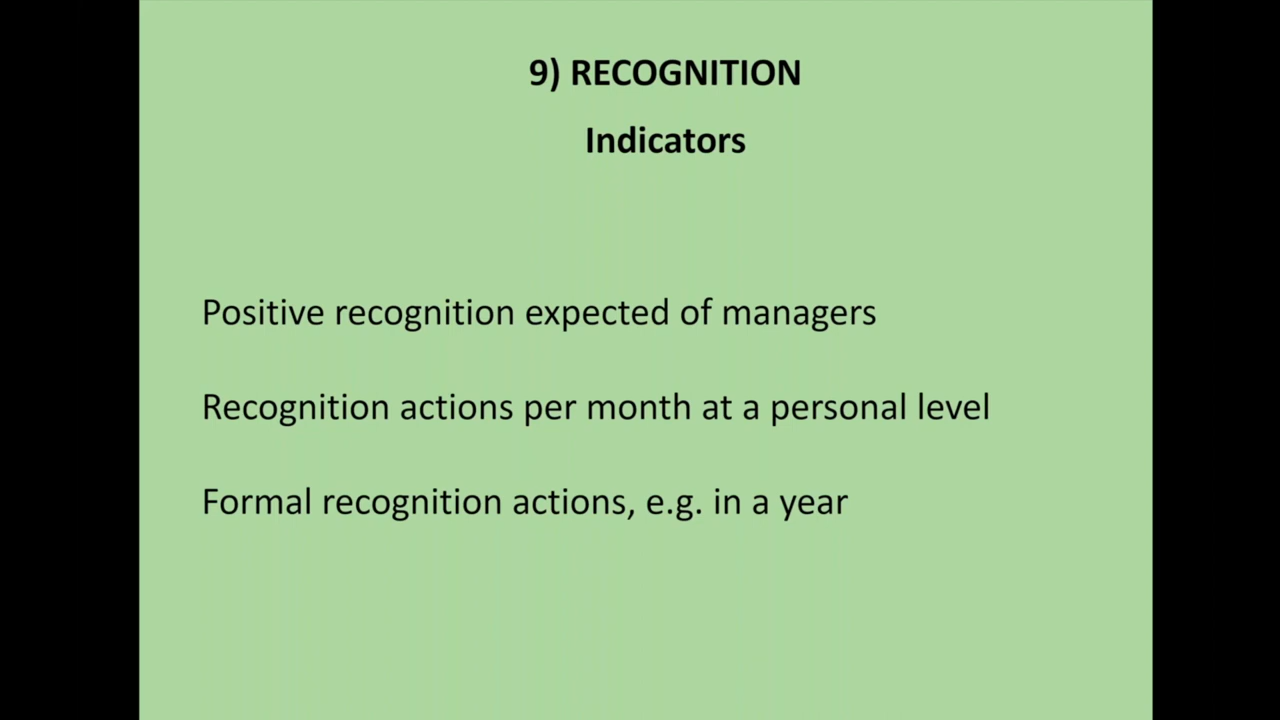 9) RECOGNITION
Indicators
Positive recognition expected of managers
Recognition actions per month at a personal level
Formal recognition actions, e.g. in a year